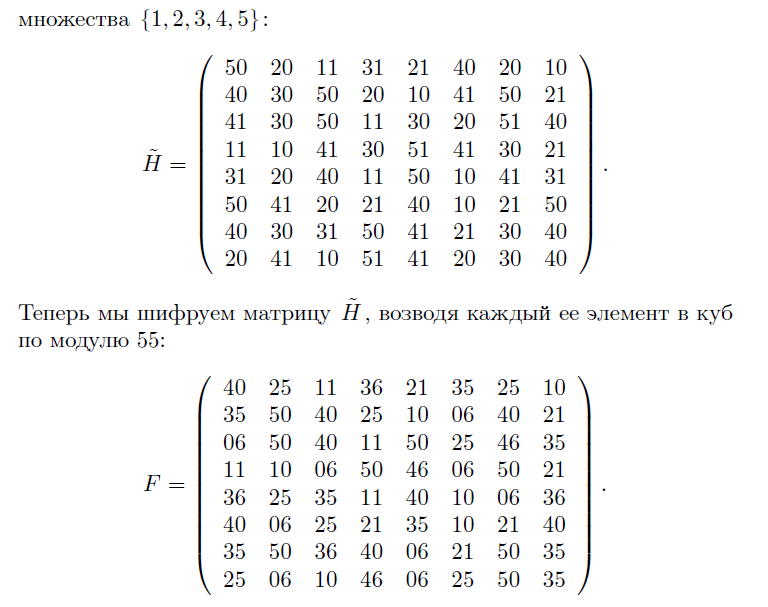 множества {1, 2, 3, 4, 5}:
50 20 11 31 21 40 20 10
40 30 50 20 10 41 50 21
41 30 50 11 30 20 51 40
H̃ = 11 10 41 30 51 41 30 21 .
31 20 40 11 50 10 41 31
50 41 20 21 40 10 21 50
40 30 31 50 41 21 30 40
20 41 10 51 41 20 30 40
Теперь мы шифруем матрицу H̃, возводя каждый ее элемент в куб
по модулю 55:
40 25 11 36 21 35 25 10
35 50 40 25 10 06 40 21
06 50 40 11 50 25 46 35
F = 11 10 06 50 46 06 50 21 .
36 25 35 11 40 10 06 36
40 06 25 21 35 10 21 40
35 50 36 40 06 21 50 35
25 06 10 46 06 25 50 35